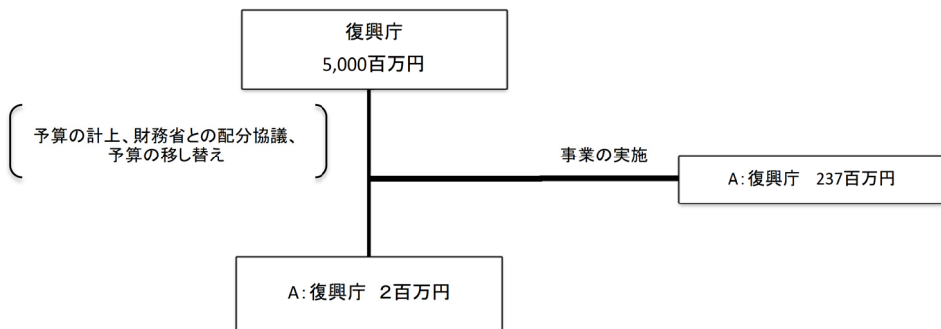 復興庁
5,000百万円
予算の計上、財務省との配分協議、
予算の移し替え
事業の実施
A:復興庁　237百万円
A:復興庁　２百万円